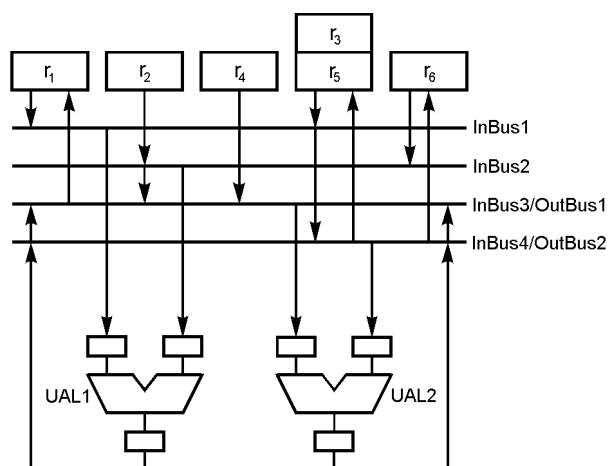 r3
r1
r2
r4
r5
r6
InBus1
InBus2
InBus3/OutBus1
InBus4/OutBus2
UAL1
UAL2